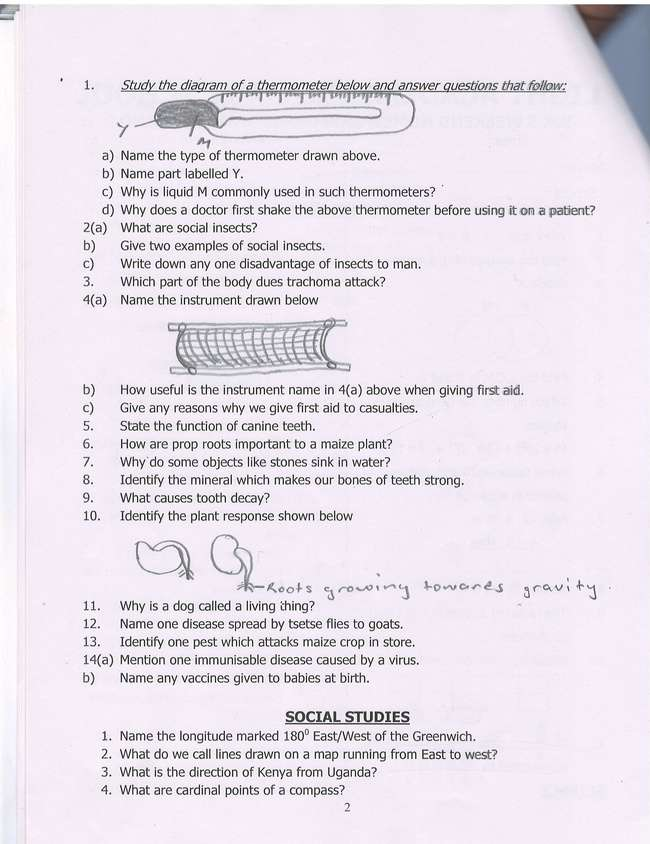 1. Study the diagram of a thermometer below and answer questions that follow:
Y
M
a) Name the type of thermometer drawn above.
b) Name part labelled Y.
c) Why is liquid M commonly used in such thermometers?
d) Why does a doctor first shake the above thermometer before using it on a patient?
2(a) What are social insects?
b) Give two examples of social insects.
c) Write down any one disadvantage of insects to man.
3. Which part of the body dues trachoma attack?
4(a) Name the instrument drawn below
b) How useful is the instrument name in 4(a) above when giving first aid.
c) Give any reasons why we give first aid to casualties.
5. State the function of canine teeth.
6. How are prop roots important to a maize plant?
7. Why do some objects like stones sink in water?
8. Identify the mineral which makes our bones of teeth strong.
9. What causes tooth decay?
10. Identify the plant response shown below
Roots growing towards gravity.
11. Why is a dog called a living thing?
12. Name one disease spread by tsetse flies to goats.
13. Identify one pest which attacks maize crop in store.
14(a) Mention one immunisable disease caused by a virus.
b) Name any vaccines given to babies at birth.
SOCIAL STUDIES
1. Name the longitude marked 180⁰ East/West of the Greenwich.
2. What do we call lines drawn on a map running from East to west?
3. What is the direction of Kenya from Uganda?
4. What are cardinal points of a compass?
2